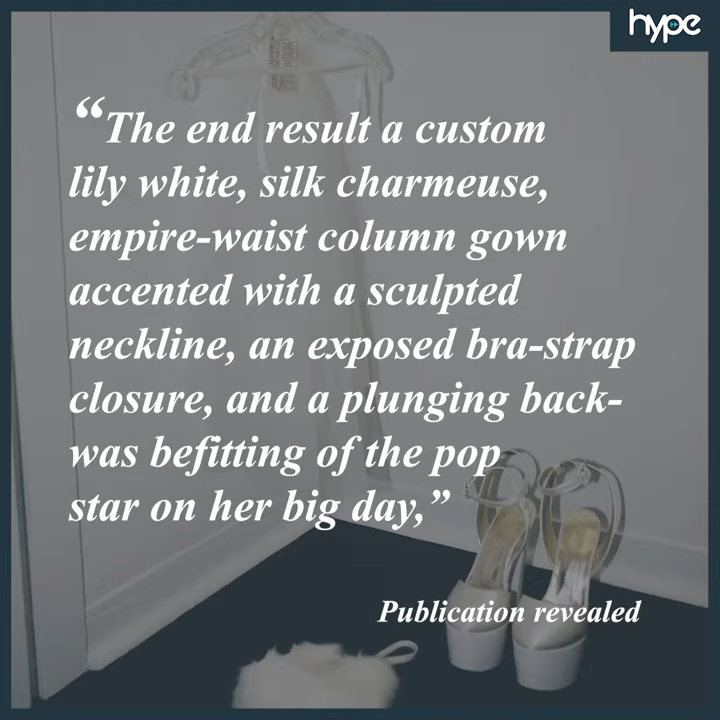 hype
“The end result a custom
lily white, silk charmeuse,
empire-waist column gown
accented with a sculpted
neckline, an exposed bra-strap
closure, and a plunging back-
was befitting of the pop
star on her big day,”
Publication revealed